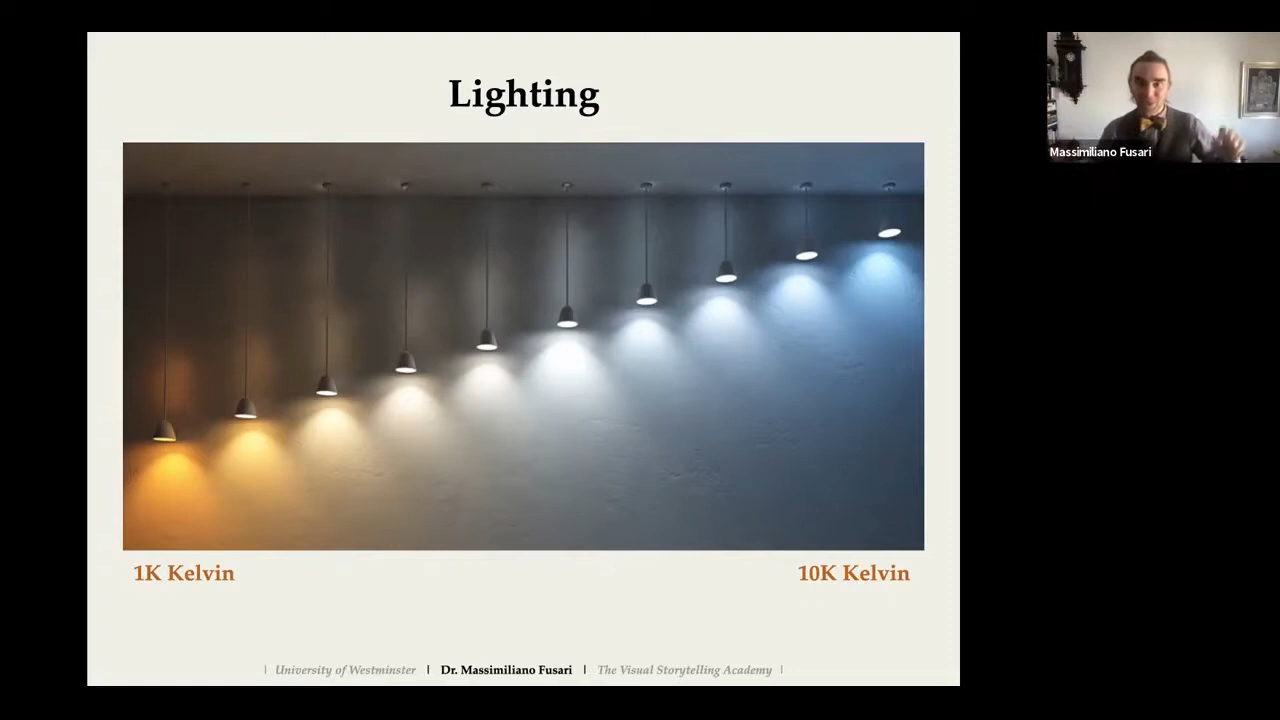 Lighting
Massimiliano Fusari
1K Kelvin
10K Kelvin
| University of Westminster | Dr. Massimiliano Fusari | The Visual Storytelling Academy |